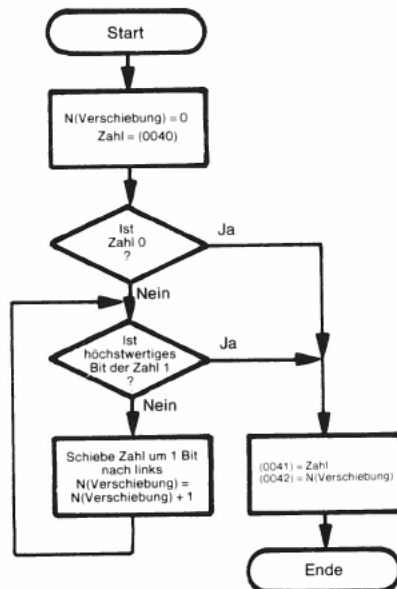 Start
N(Verschiebung) = 0
Zahl = (0040)
Ist
Zahl 0
?
Ja
Nein
Ist
höchstwertiges
Bit der Zahl 1
?
Ja
Nein
Schiebe Zahl um 1 Bit
nach links
N(Verschiebung) =
N(Verschiebung) + 1
(0041) = Zahl
(0042) = N(Verschiebung)
Ende